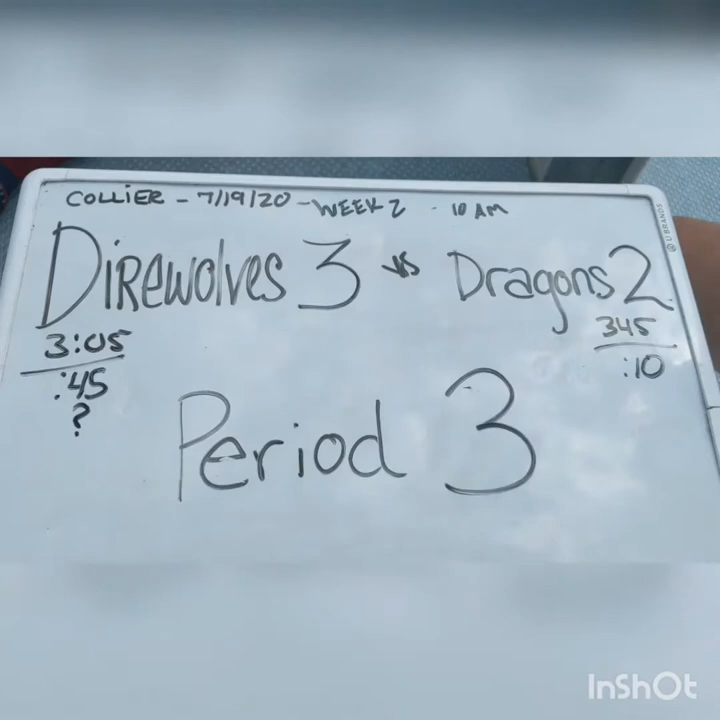 COLLIER - 7/19/20 - WEEK 2 - 10 AM
U BRANDS
Direwolves 3 vs Dragons 2
3:05 345
:45 :10
?
Period 3
InShOt